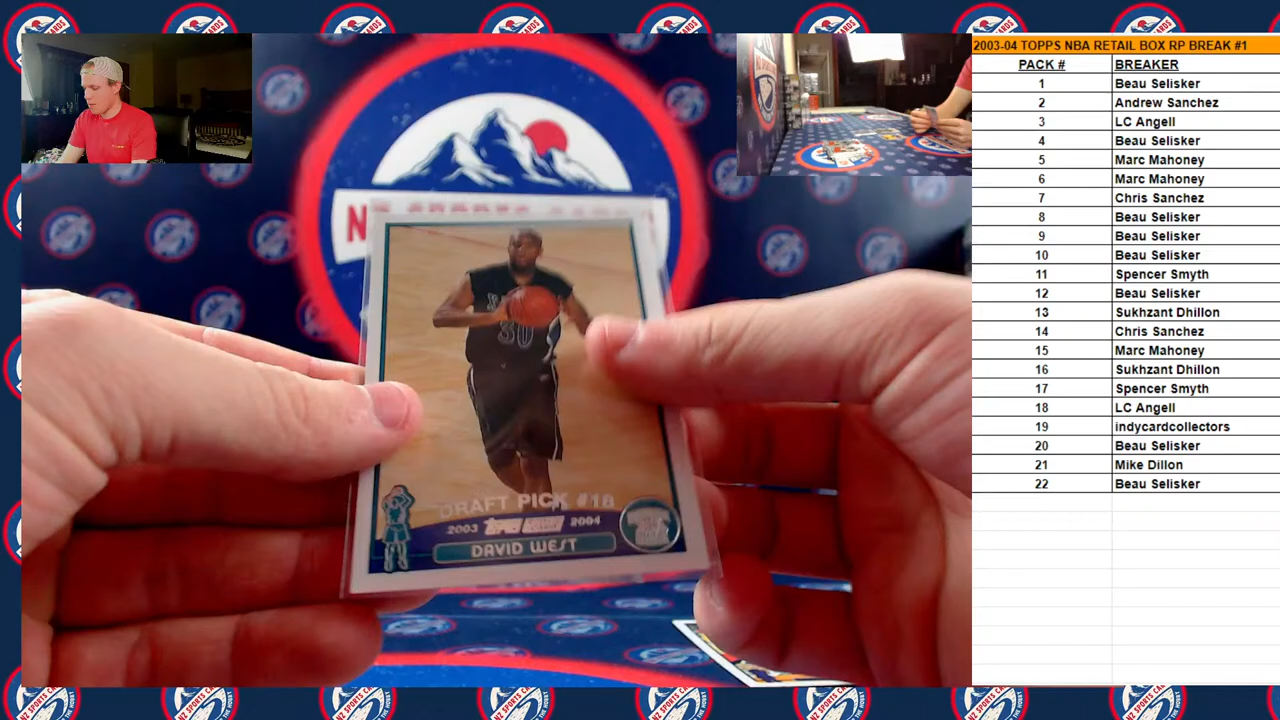 2003-04 TOPPS NBA RETAIL BOX RP BREAK #1
PACK # BREAKER
1 Beau Selisker
2 Andrew Sanchez
3 LC Angell
4 Beau Selisker
5 Marc Mahoney
6 Marc Mahoney
7 Chris Sanchez
8 Beau Selisker
9 Beau Selisker
10 Beau Selisker
11 Spencer Smyth
12 Beau Selisker
13 Sukhzant Dhillon
14 Chris Sanchez
15 Marc Mahoney
16 Sukhzant Dhillon
17 Spencer Smyth
18 LC Angell
19 indycardcollectors
20 Beau Selisker
21 Mike Dillon
22 Beau Selisker
30
DRAFT PICK #18
2003 TOPPS 2004
DAVID WEST